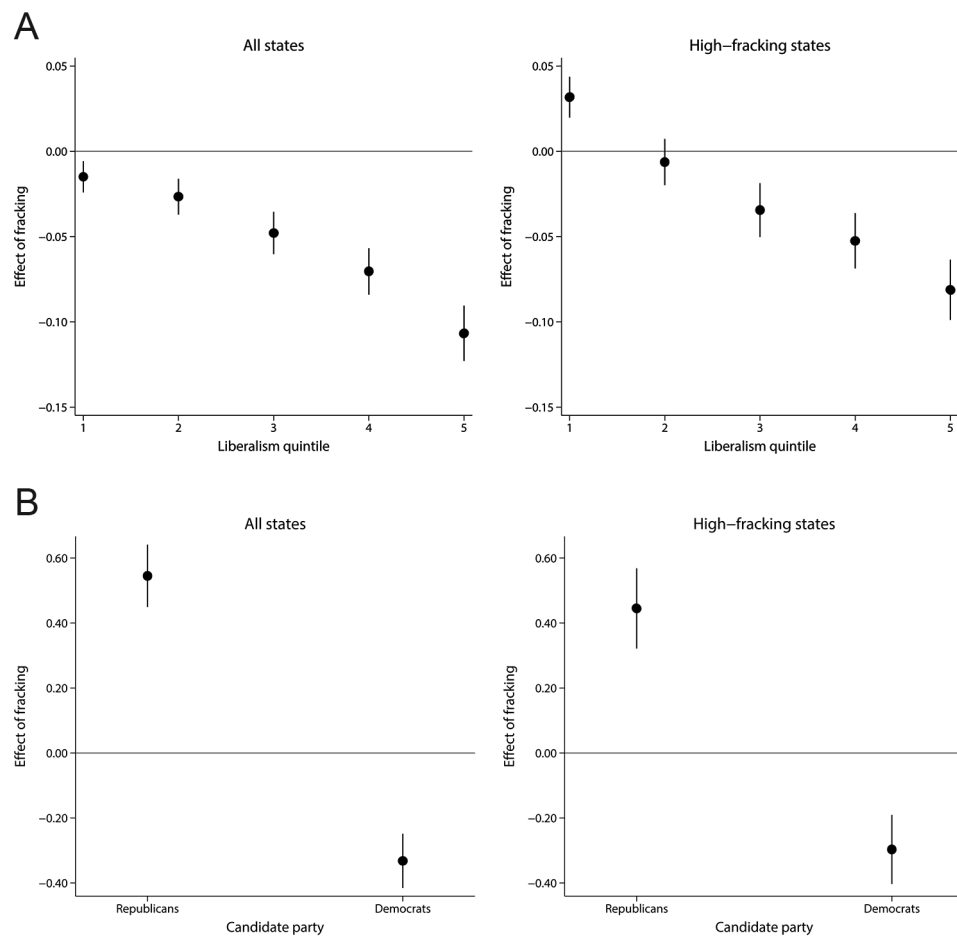 A
All states
High−fracking states
0.05
0.00
−0.05
−0.10
−0.15
Effect of fracking
1 2 3 4 5
Liberalism quintile
0.05
0.00
−0.05
−0.10
−0.15
Effect of fracking
1 2 3 4 5
Liberalism quintile
B
All states
High−fracking states
0.60
0.40
0.20
0.00
−0.20
−0.40
Effect of fracking
Republicans Democrats
Candidate party
0.60
0.40
0.20
0.00
−0.20
−0.40
Effect of fracking
Republicans Democrats
Candidate party